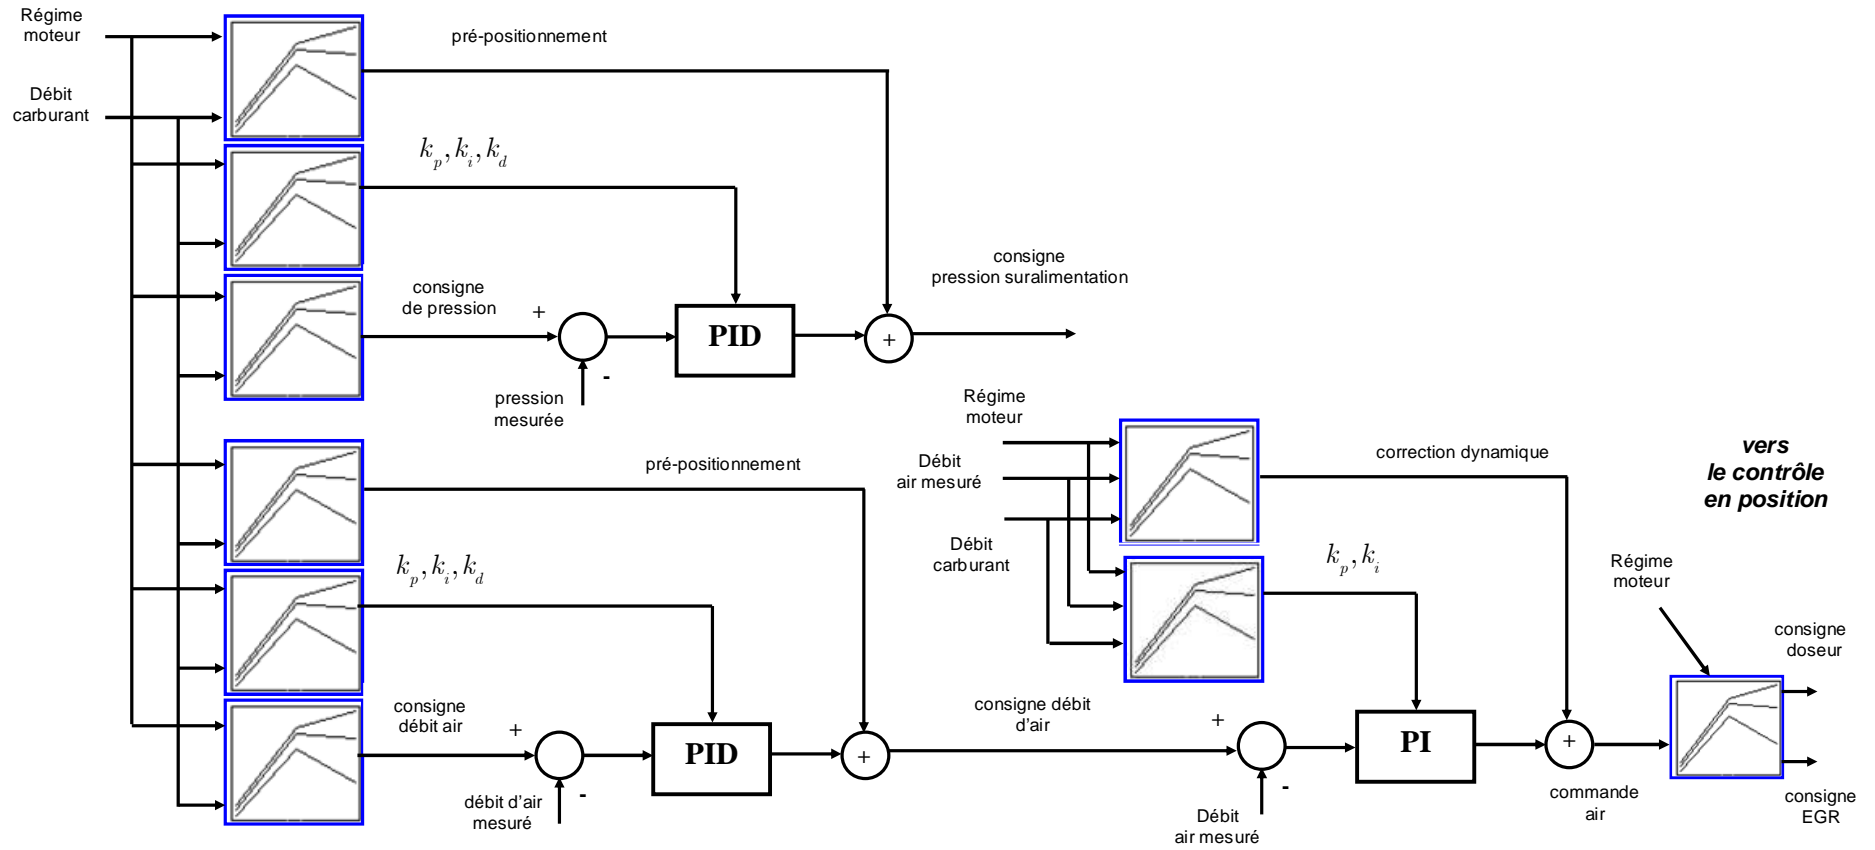 Régime
moteur
Débit
carburant
pré-positionnement
k_p, k_i, k_d
consigne
de pression
+
-
pression
mesurée
PID
+
consigne
pression suralimentation
pré-positionnement
k_p, k_i, k_d
consigne
débit air
+
-
débit d'air
mesuré
PID
+
consigne débit
d'air
Régime
moteur
Débit
air mesuré
Débit
carburant
correction dynamique
k_p, k_i
+
-
Débit
air mesuré
PI
+
commande
air
vers
le contrôle
en position
Régime
moteur
consigne
doseur
consigne
EGR